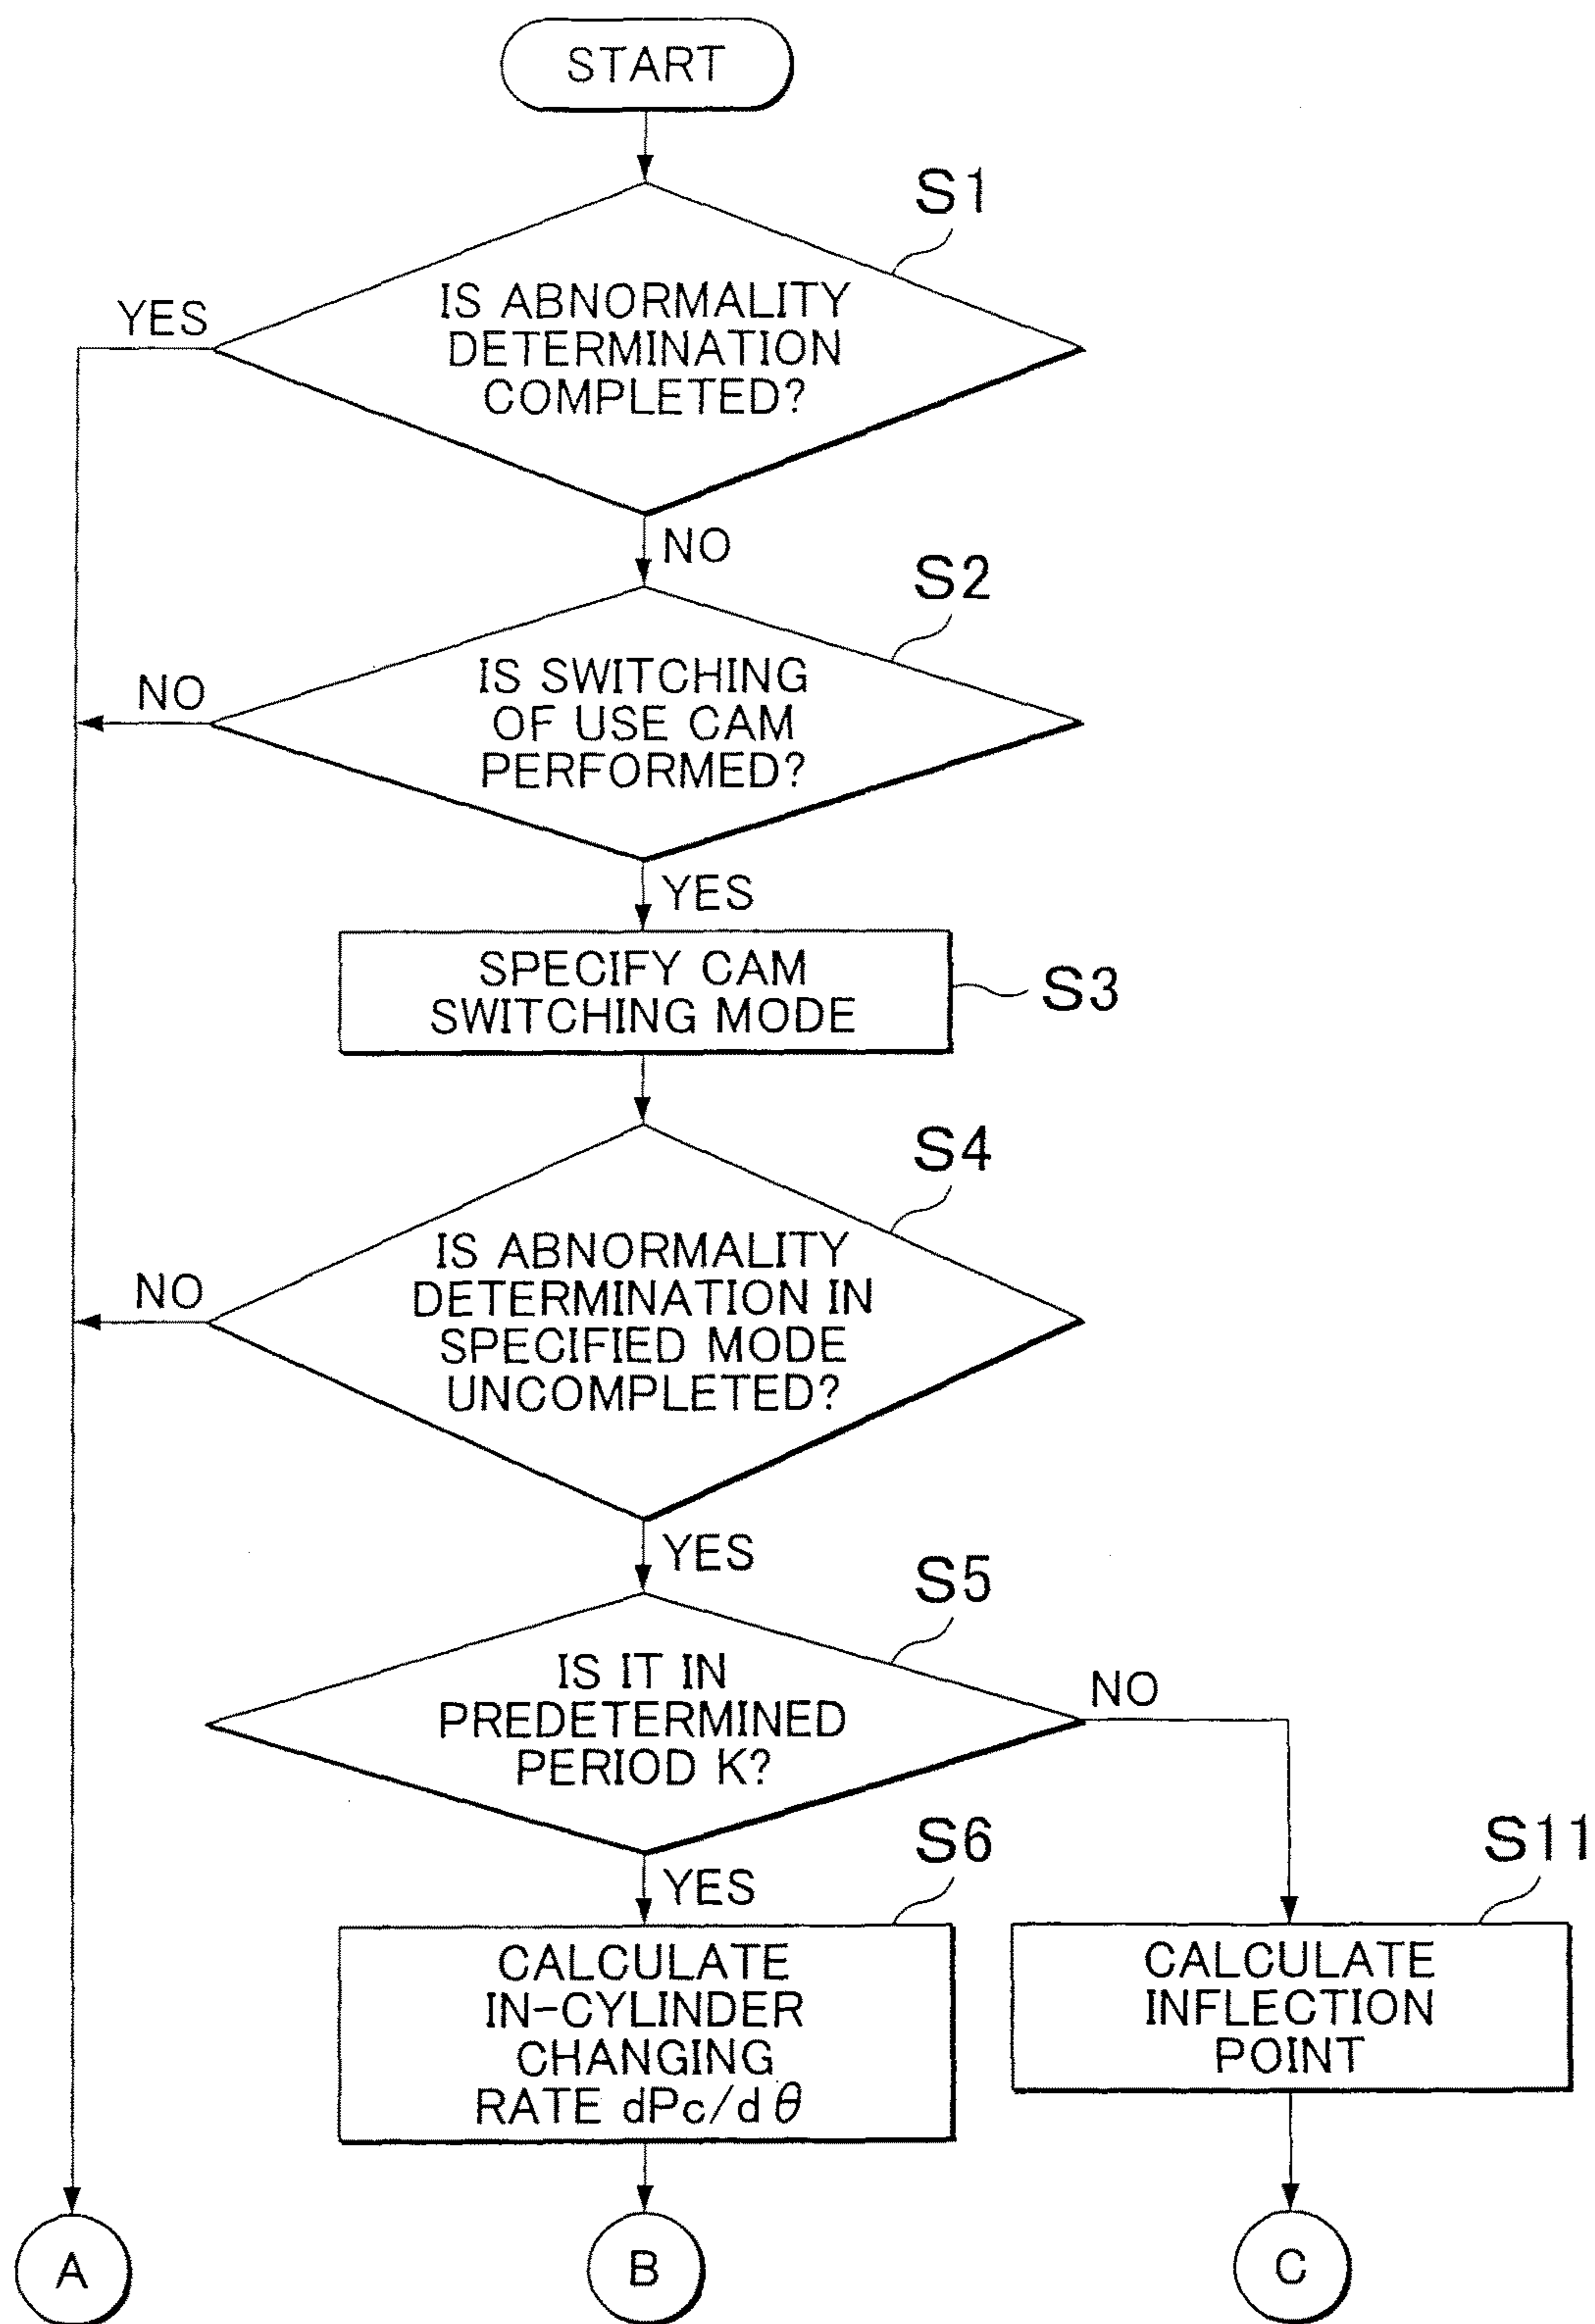 START
S1
IS ABNORMALITY
DETERMINATION
COMPLETED?
YES
NO
S2
IS SWITCHING
OF USE CAM
PERFORMED?
NO
YES
SPECIFY CAM
SWITCHING MODE
S3
S4
IS ABNORMALITY
DETERMINATION IN
SPECIFIED MODE
UNCOMPLETED?
NO
YES
S5
IS IT IN
PREDETERMINED
PERIOD K?
NO
YES
S6
CALCULATE
IN-CYLINDER
CHANGING
RATE dPc/dθ
S11
CALCULATE
INFLECTION
POINT
A
B
C